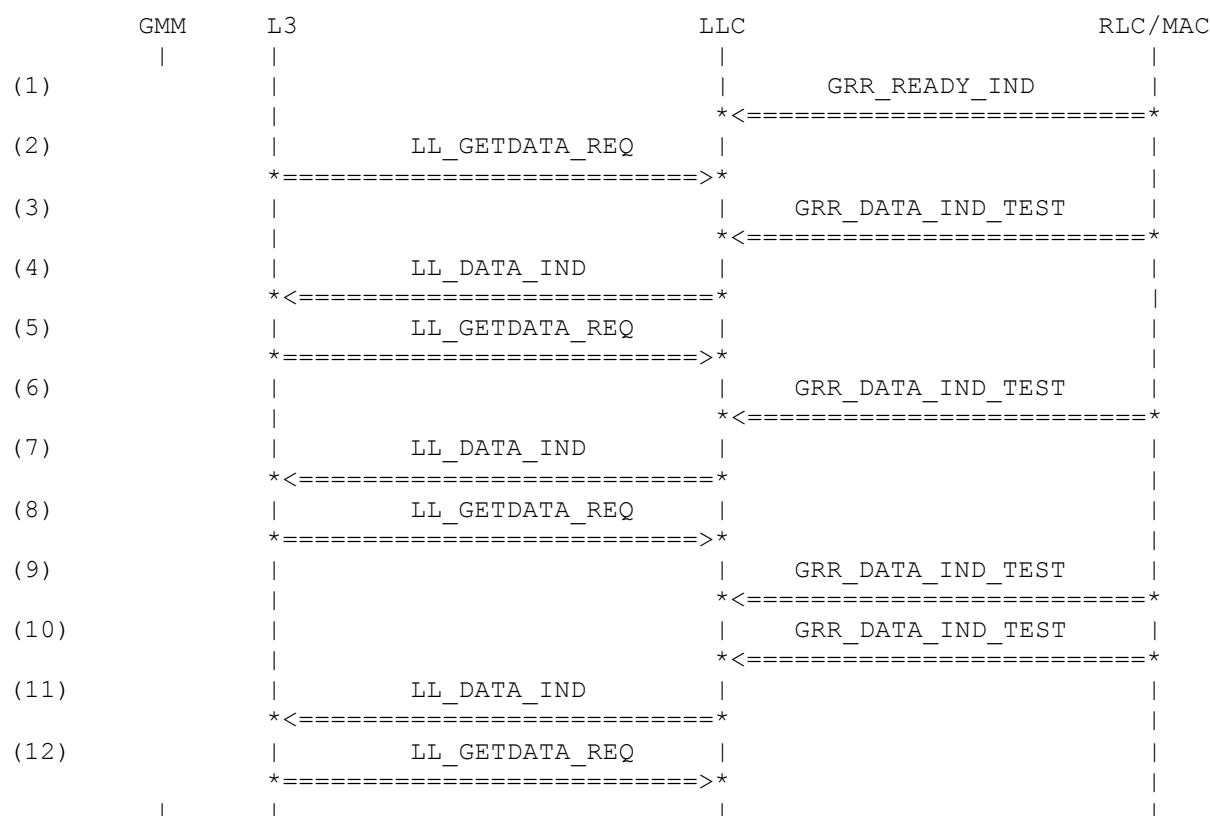 GMM L3 LLC RLC/MAC
| | | |
(1) | | GRR_READY_IND |
| *<=========================*
(2) | LL_GETDATA_REQ | |
*==========================>* |
(3) | | GRR_DATA_IND_TEST |
| *<=========================*
(4) | LL_DATA_IND | |
*<==========================* |
(5) | LL_GETDATA_REQ | |
*==========================>* |
(6) | | GRR_DATA_IND_TEST |
| *<=========================*
(7) | LL_DATA_IND | |
*<==========================* |
(8) | LL_GETDATA_REQ | |
*==========================>* |
(9) | | GRR_DATA_IND_TEST |
| *<=========================*
(10) | | GRR_DATA_IND_TEST |
| *<=========================*
(11) | LL_DATA_IND | |
*<==========================* |
(12) | LL_GETDATA_REQ | |
*==========================>* |
| | | |